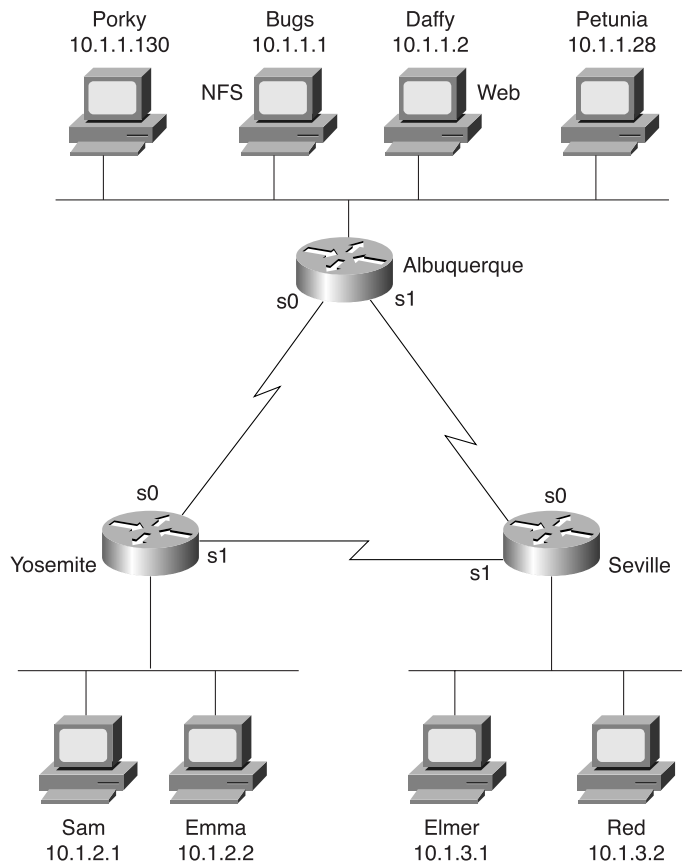 Porky
10.1.1.130
Bugs
10.1.1.1
Daffy
10.1.1.2
Petunia
10.1.1.28
NFS
Web
Albuquerque
s0
s1
s0
s0
Yosemite
s1
s1
Seville
Sam
10.1.2.1
Emma
10.1.2.2
Elmer
10.1.3.1
Red
10.1.3.2